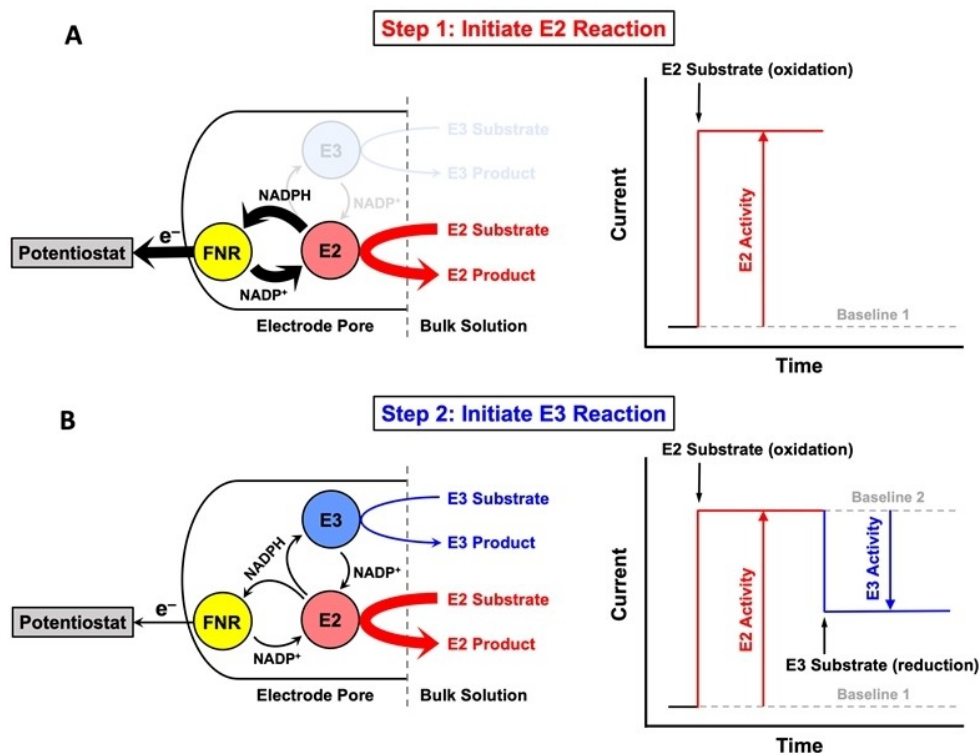 A
Step 1: Initiate E2 Reaction
E2 Substrate (oxidation)
E3
E3 Substrate
E3 Product
NADPH
NADP⁺
E2 Substrate
e⁻
Potentiostat
FNR
E2
E2 Product
NADP⁺
Electrode Pore
Bulk Solution
Current
E2 Activity
Baseline 1
Time
B
Step 2: Initiate E3 Reaction
E2 Substrate (oxidation)
E3 Substrate
E3
E3 Product
NADPH
NADP⁺
E2 Substrate
e⁻
Potentiostat
FNR
E2
E2 Product
NADP⁺
Electrode Pore
Bulk Solution
Current
Baseline 2
E2 Activity
E3 Activity
E3 Substrate (reduction)
Baseline 1
Time